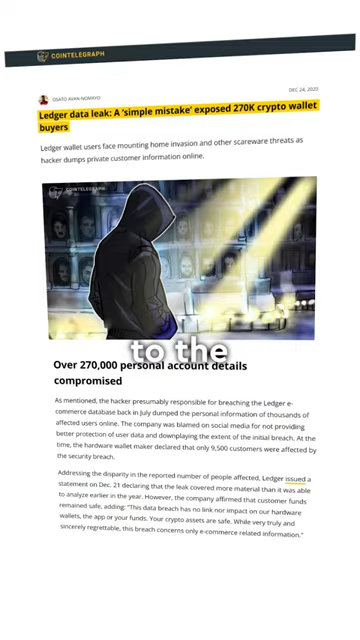 COINTELEGRAPH
OSATO AVAN-NOMAYO
DEC 24, 2020
Ledger data leak: A ‘simple mistake’ exposed 270K crypto wallet
buyers
Ledger wallet users face mounting home invasion and other scareware threats as
hacker dumps private customer information online.
COINTELEGRAPH
to the
Over 270,000 personal account details
compromised
As mentioned, the hacker presumably responsible for breaching the Ledger e-
commerce database back in July dumped the personal information of thousands of
affected users online. The company was blamed on social media for not providing
better protection of user data and downplaying the extent of the initial breach. At the
time, the hardware wallet maker declared that only 9,500 customers were affected by
the security breach.
Addressing the disparity in the reported number of people affected, Ledger issued a
statement on Dec. 21 declaring that the leak covered more material than it was able
to analyze earlier in the year. However, the company affirmed that customer funds
remained safe, adding: “This data breach has no link nor impact on our hardware
wallets, the app or your funds. Your crypto assets are safe. While very truly and
sincerely regrettable, this breach concerns only e-commerce related information.”